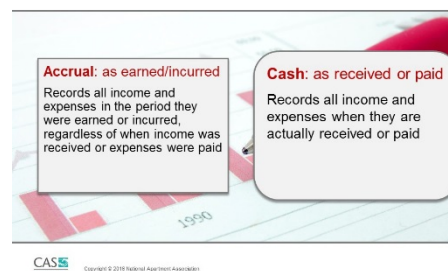 Accrual: as earned/incurred
Records all income and
expenses in the period they
were earned or incurred,
regardless of when income was
received or expenses were paid
Cash: as received or paid
Records all income and
expenses when they are
actually received or paid
1990
CAS
Copyright © 2016 National Apartment Association